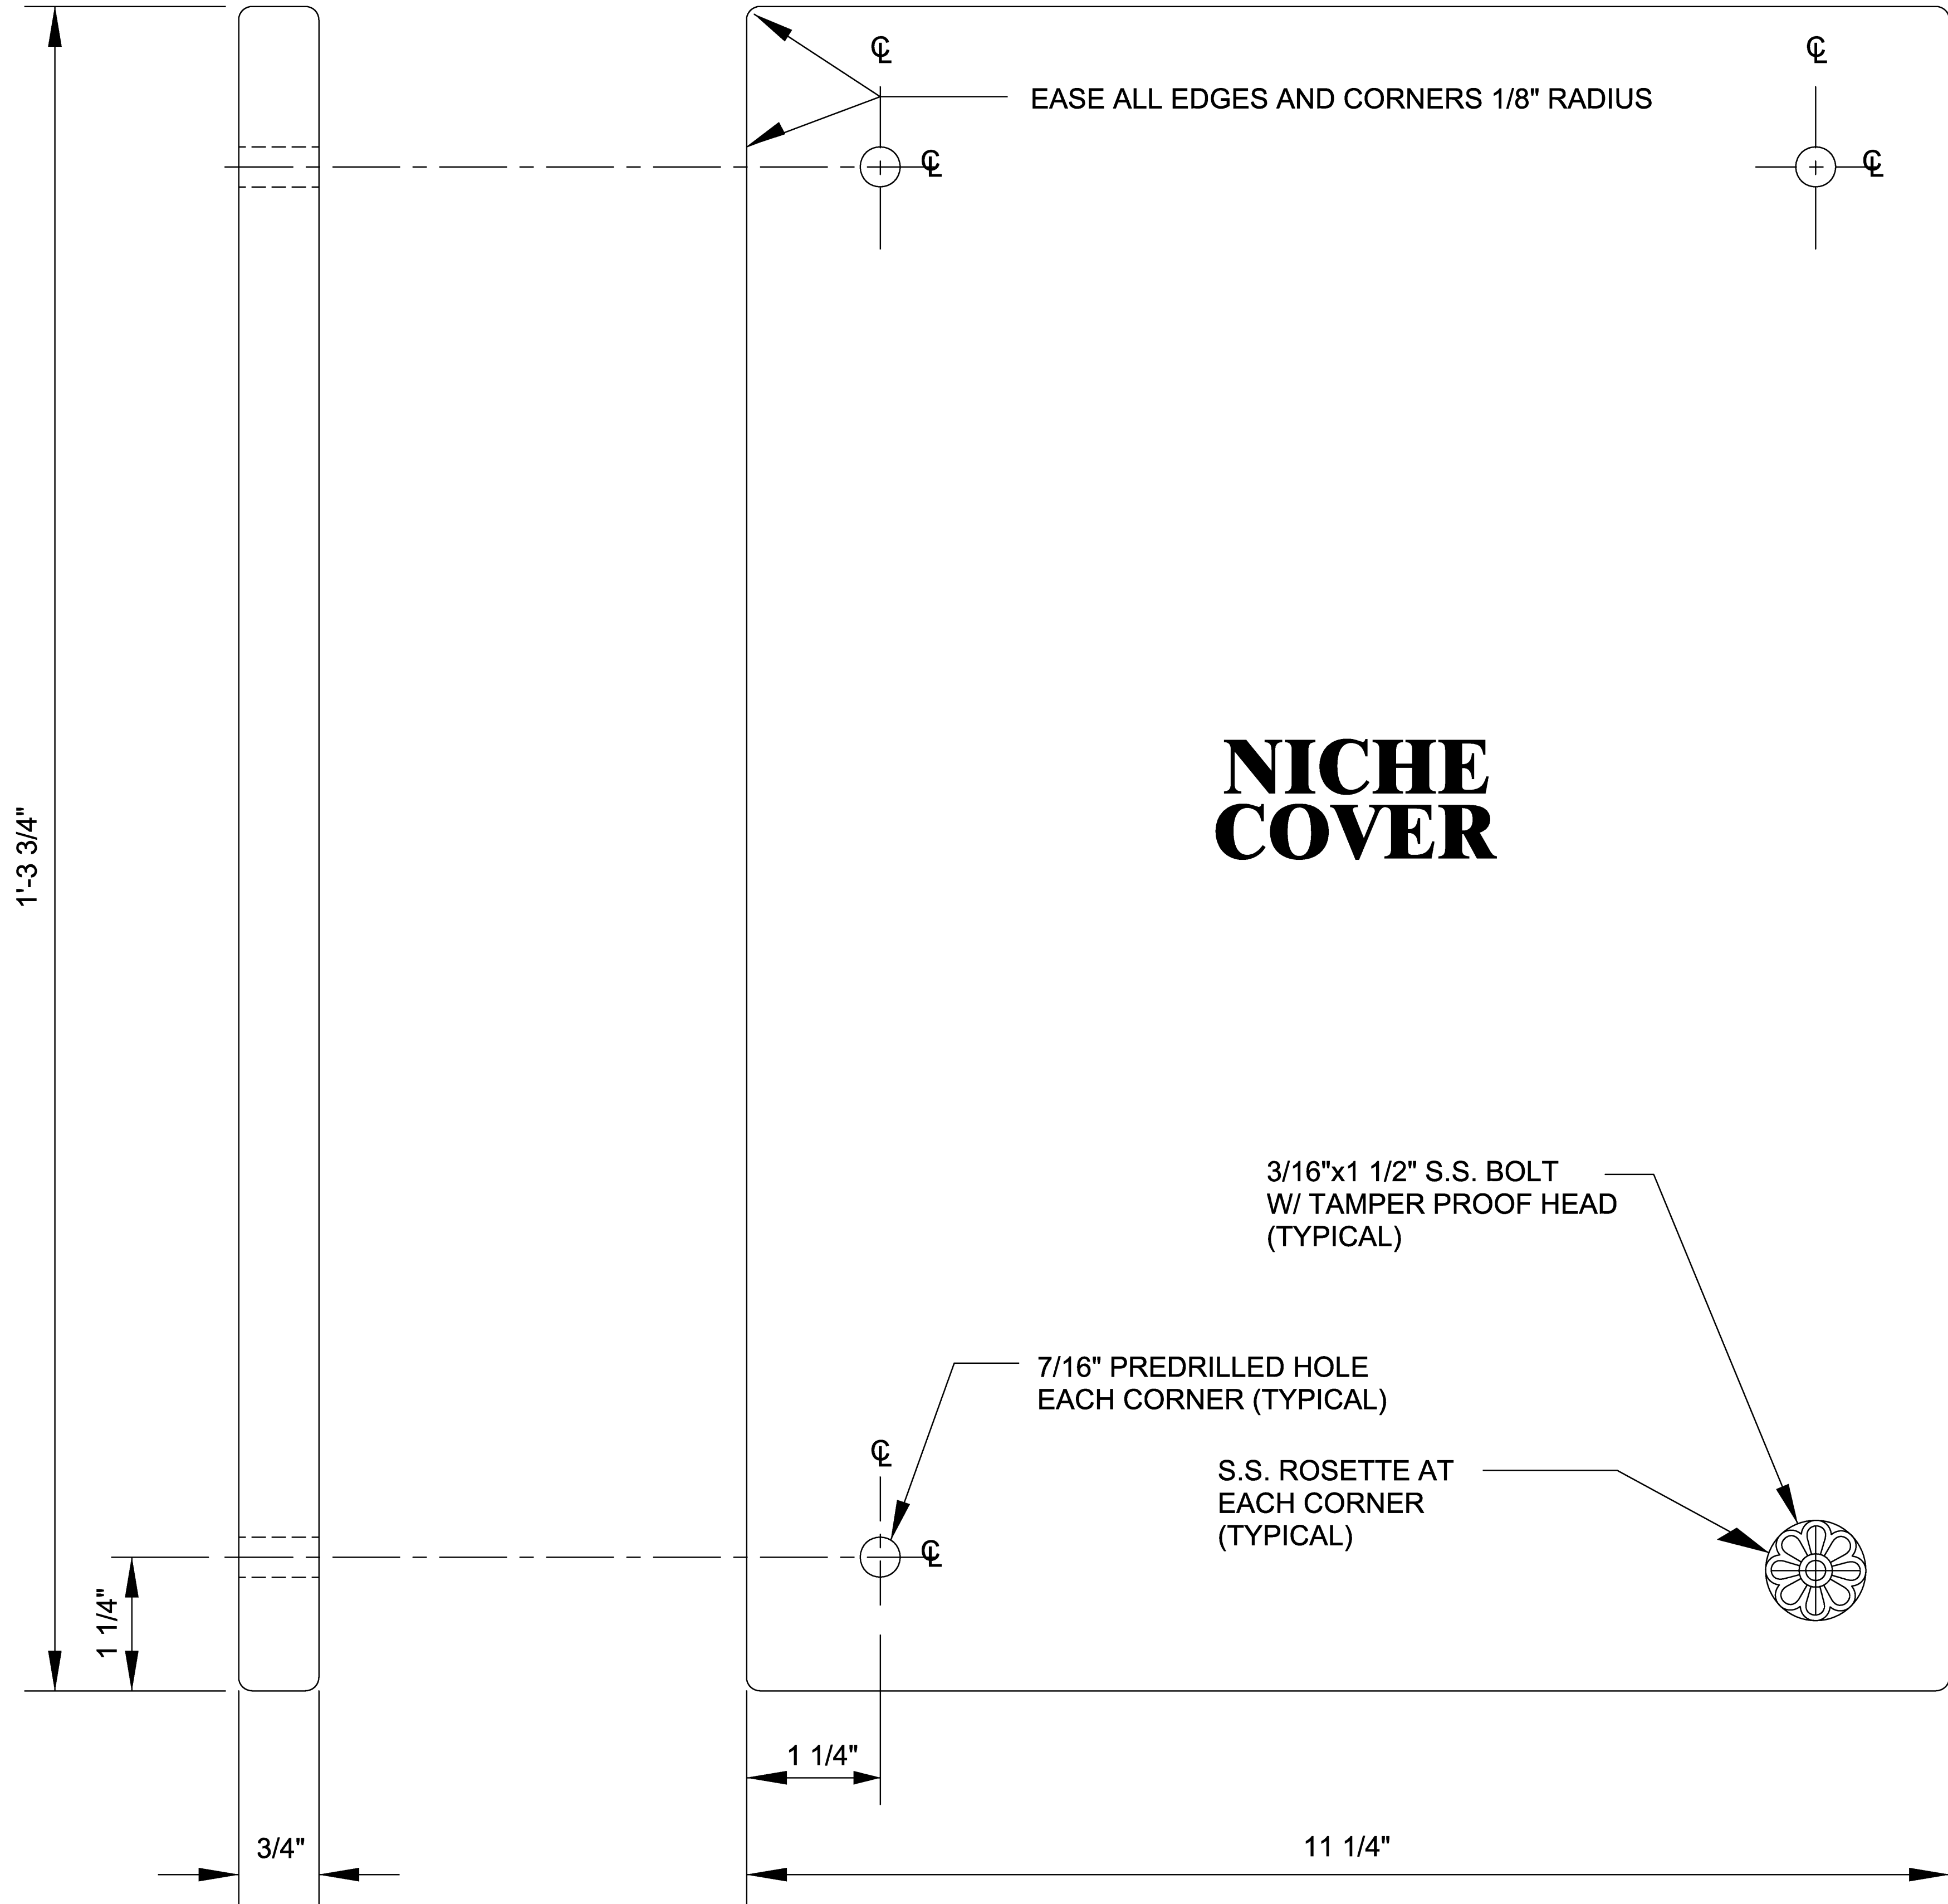 ℄
℄
EASE ALL EDGES AND CORNERS 1/8" RADIUS
℄
℄
NICHE
COVER
1'-3 3/4"
3/16"x1 1/2" S.S. BOLT
W/ TAMPER PROOF HEAD
(TYPICAL)
7/16" PREDRILLED HOLE
EACH CORNER (TYPICAL)
℄
S.S. ROSETTE AT
EACH CORNER
(TYPICAL)
℄
1 1/4"
1 1/4"
3/4"
11 1/4"